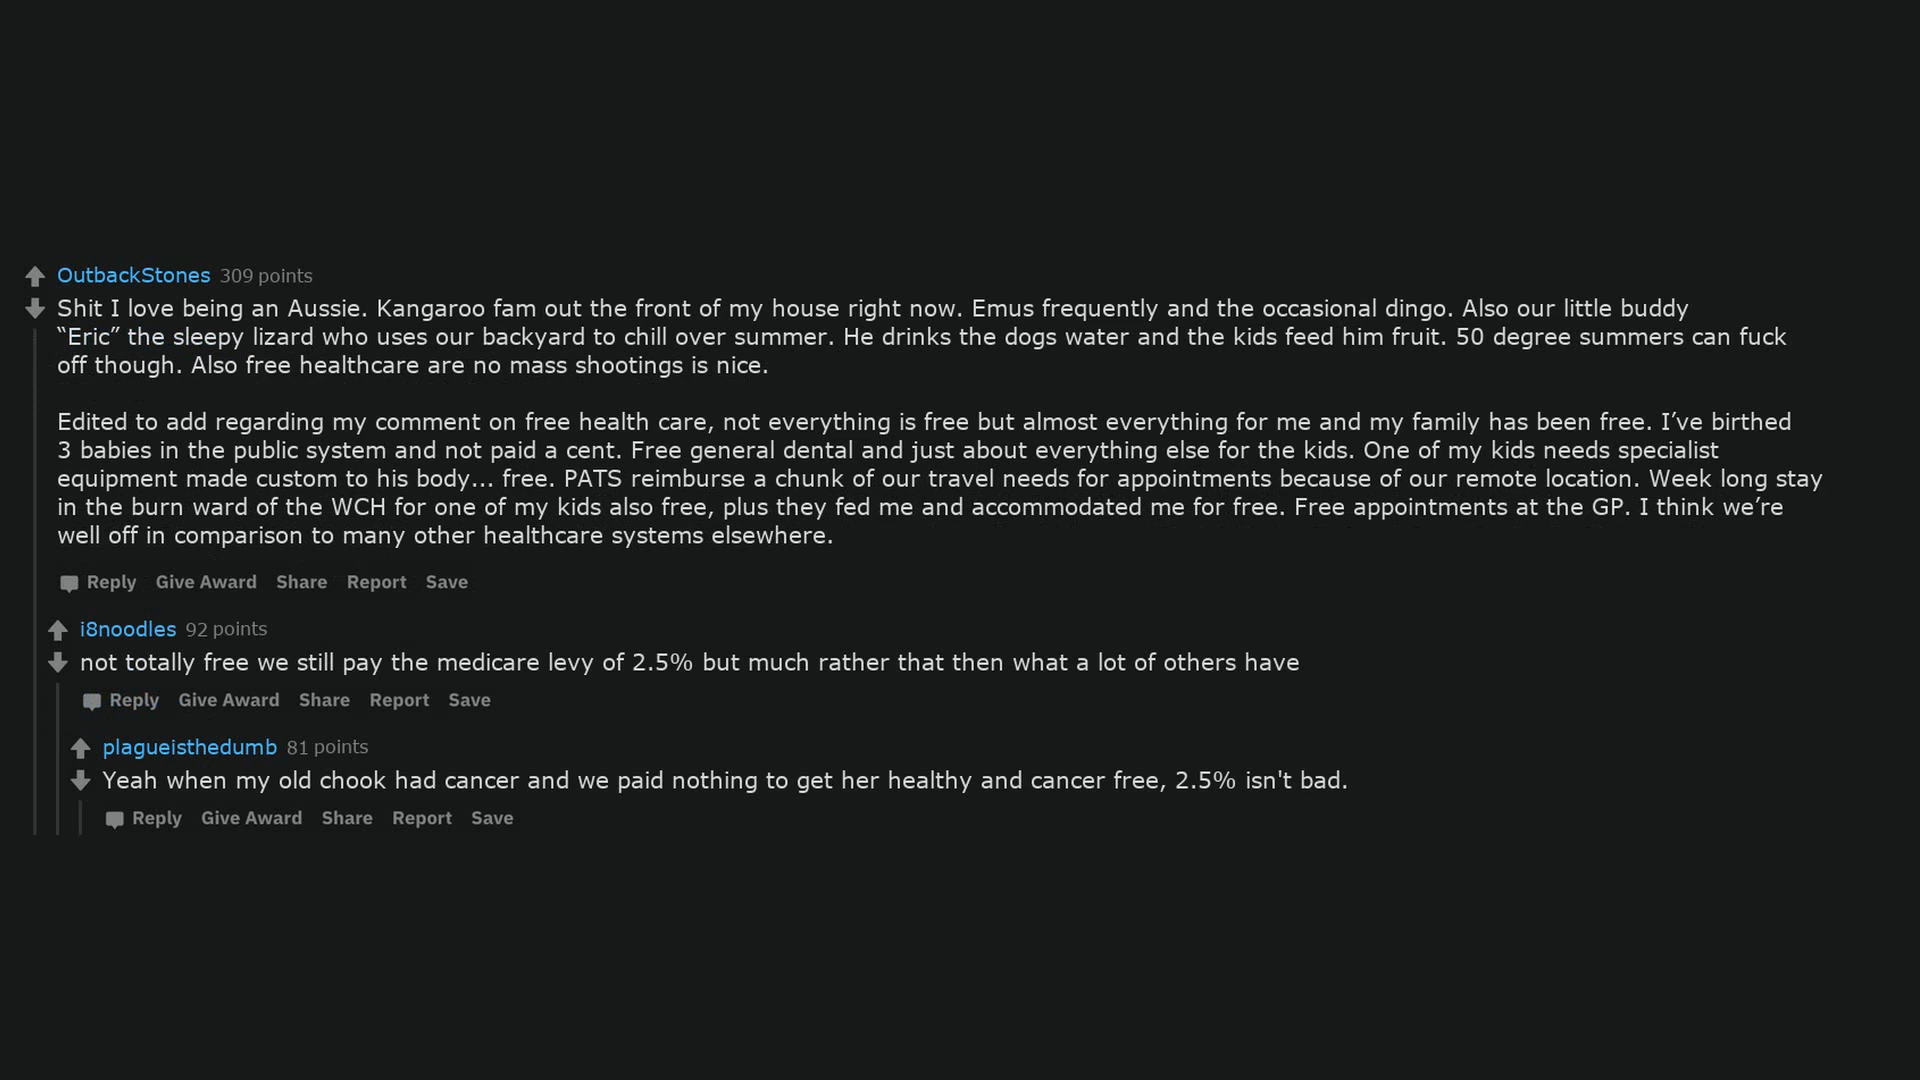 OutbackStones 309 points
Shit I love being an Aussie. Kangaroo fam out the front of my house right now. Emus frequently and the occasional dingo. Also our little buddy
“Eric” the sleepy lizard who uses our backyard to chill over summer. He drinks the dogs water and the kids feed him fruit. 50 degree summers can fuck
off though. Also free healthcare are no mass shootings is nice.
Edited to add regarding my comment on free health care, not everything is free but almost everything for me and my family has been free. I’ve birthed
3 babies in the public system and not paid a cent. Free general dental and just about everything else for the kids. One of my kids needs specialist
equipment made custom to his body... free. PATS reimburse a chunk of our travel needs for appointments because of our remote location. Week long stay
in the burn ward of the WCH for one of my kids also free, plus they fed me and accommodated me for free. Free appointments at the GP. I think we’re
well off in comparison to many other healthcare systems elsewhere.
Reply Give Award Share Report Save
i8noodles 92 points
not totally free we still pay the medicare levy of 2.5% but much rather that then what a lot of others have
Reply Give Award Share Report Save
plagueisthedumb 81 points
Yeah when my old chook had cancer and we paid nothing to get her healthy and cancer free, 2.5% isn't bad.
Reply Give Award Share Report Save